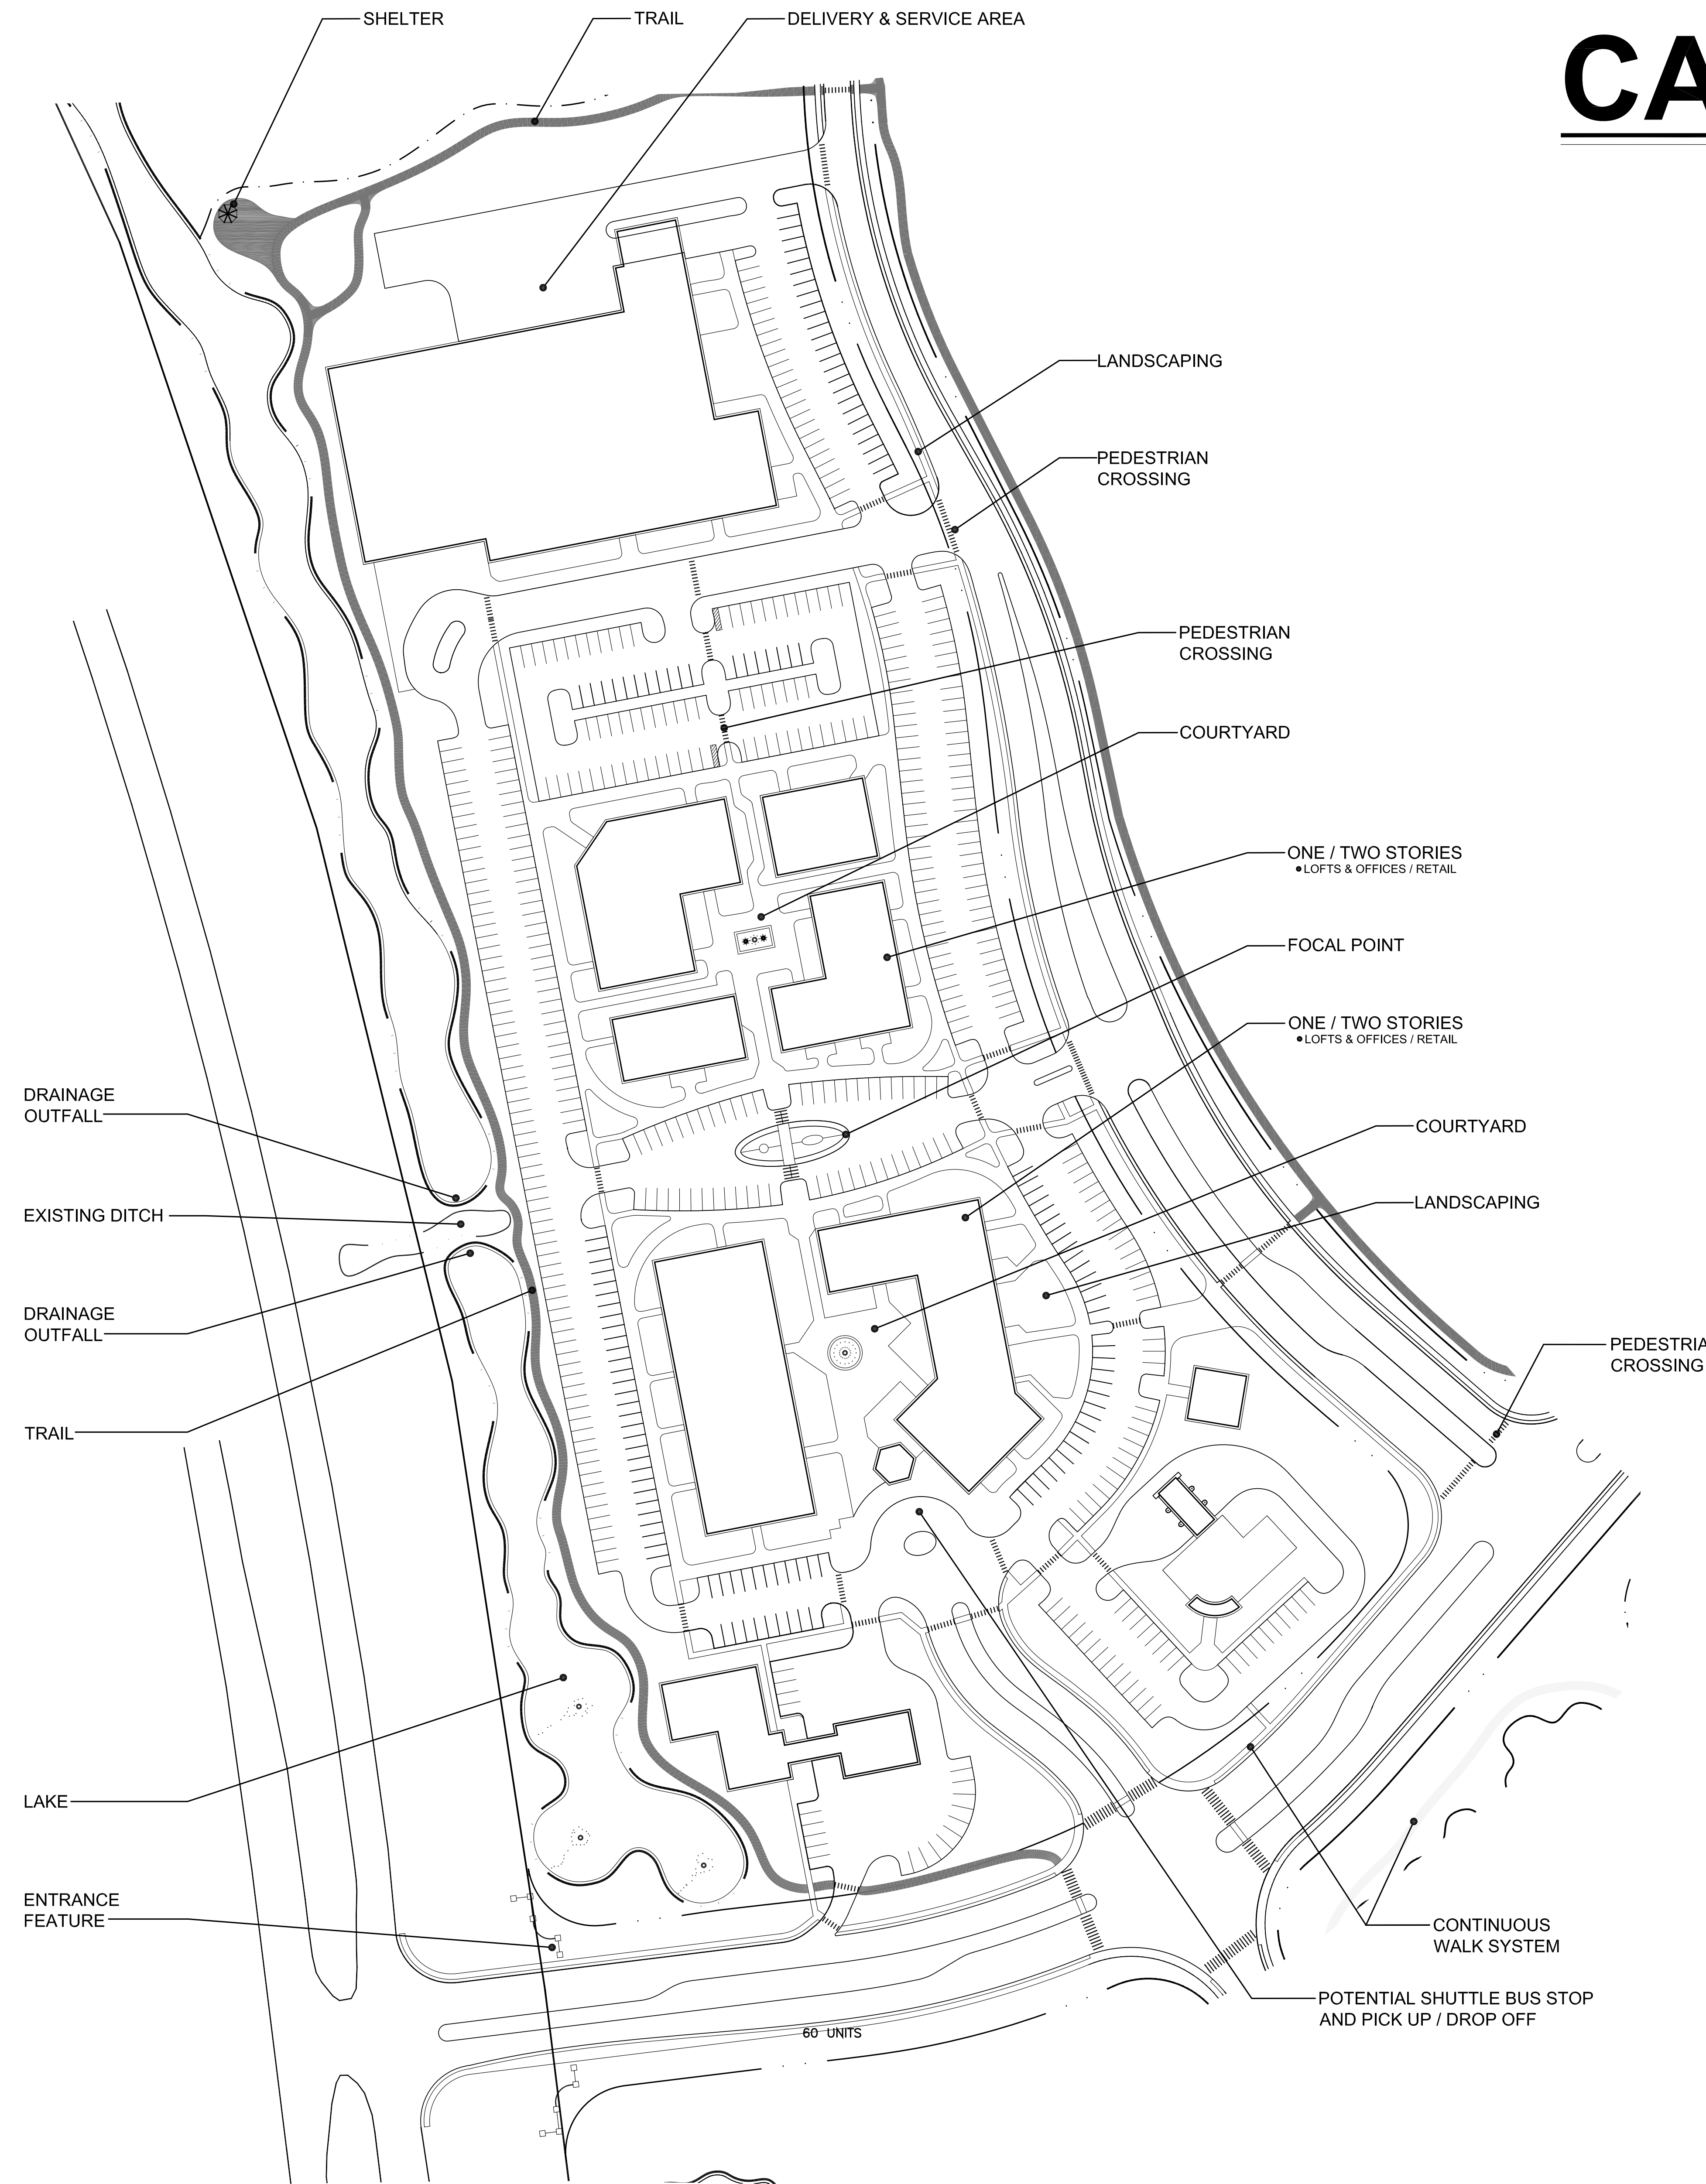 SHELTER
TRAIL
DELIVERY & SERVICE AREA
CA
LANDSCAPING
PEDESTRIAN
CROSSING
PEDESTRIAN
CROSSING
COURTYARD
ONE / TWO STORIES
LOFTS & OFFICES / RETAIL
FOCAL POINT
ONE / TWO STORIES
LOFTS & OFFICES / RETAIL
DRAINAGE
OUTFALL
COURTYARD
EXISTING DITCH
LANDSCAPING
DRAINAGE
OUTFALL
PEDESTRIA
CROSSING
TRAIL
LAKE
ENTRANCE
FEATURE
CONTINUOUS
WALK SYSTEM
POTENTIAL SHUTTLE BUS STOP
AND PICK UP / DROP OFF
60 UNITS